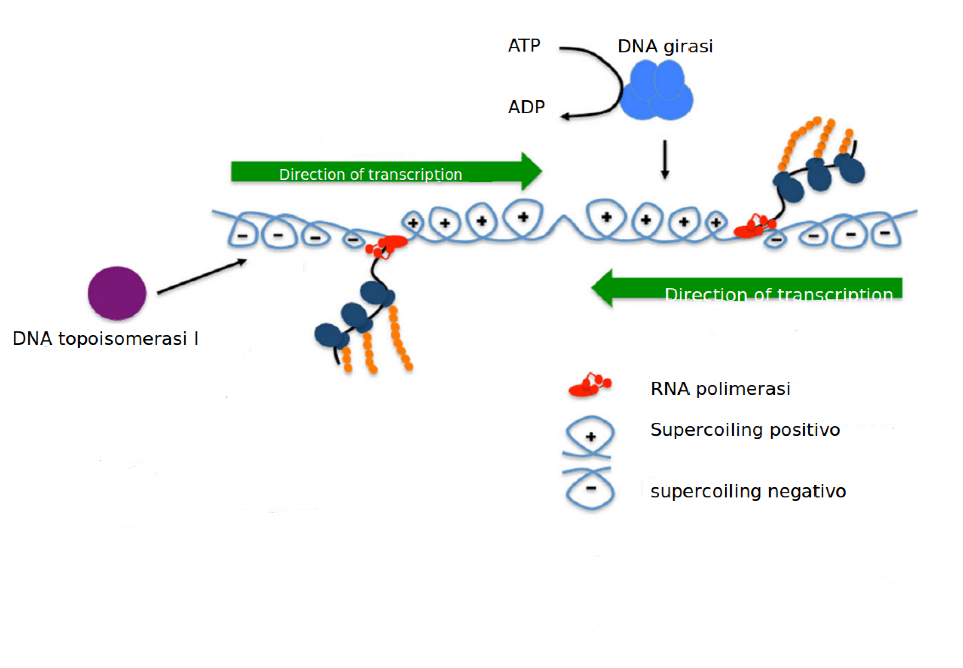 ATP
DNA girasi
ADP
Direction of transcription
+ + + + + + + +
- - - - - - - -
Direction of transcription
DNA topoisomerasi I
RNA polimerasi
+
Supercoiling positivo
-
supercoiling negativo